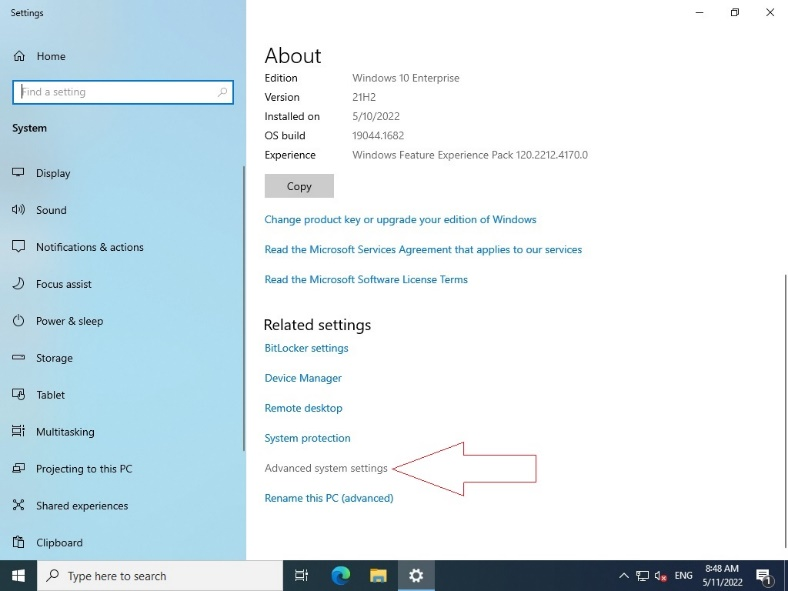 Settings
Home
Find a setting
System
Display
Sound
Notifications & actions
Focus assist
Power & sleep
Storage
Tablet
Multitasking
Projecting to this PC
Shared experiences
Clipboard
About
Edition Windows 10 Enterprise
Version 21H2
Installed on 5/10/2022
OS build 19044.1682
Experience Windows Feature Experience Pack 120.2212.4170.0
Copy
Change product key or upgrade your edition of Windows
Read the Microsoft Services Agreement that applies to our services
Read the Microsoft Software License Terms
Related settings
BitLocker settings
Device Manager
Remote desktop
System protection
Advanced system settings
Rename this PC (advanced)
Type here to search
ENG
8:48 AM
5/11/2022
1